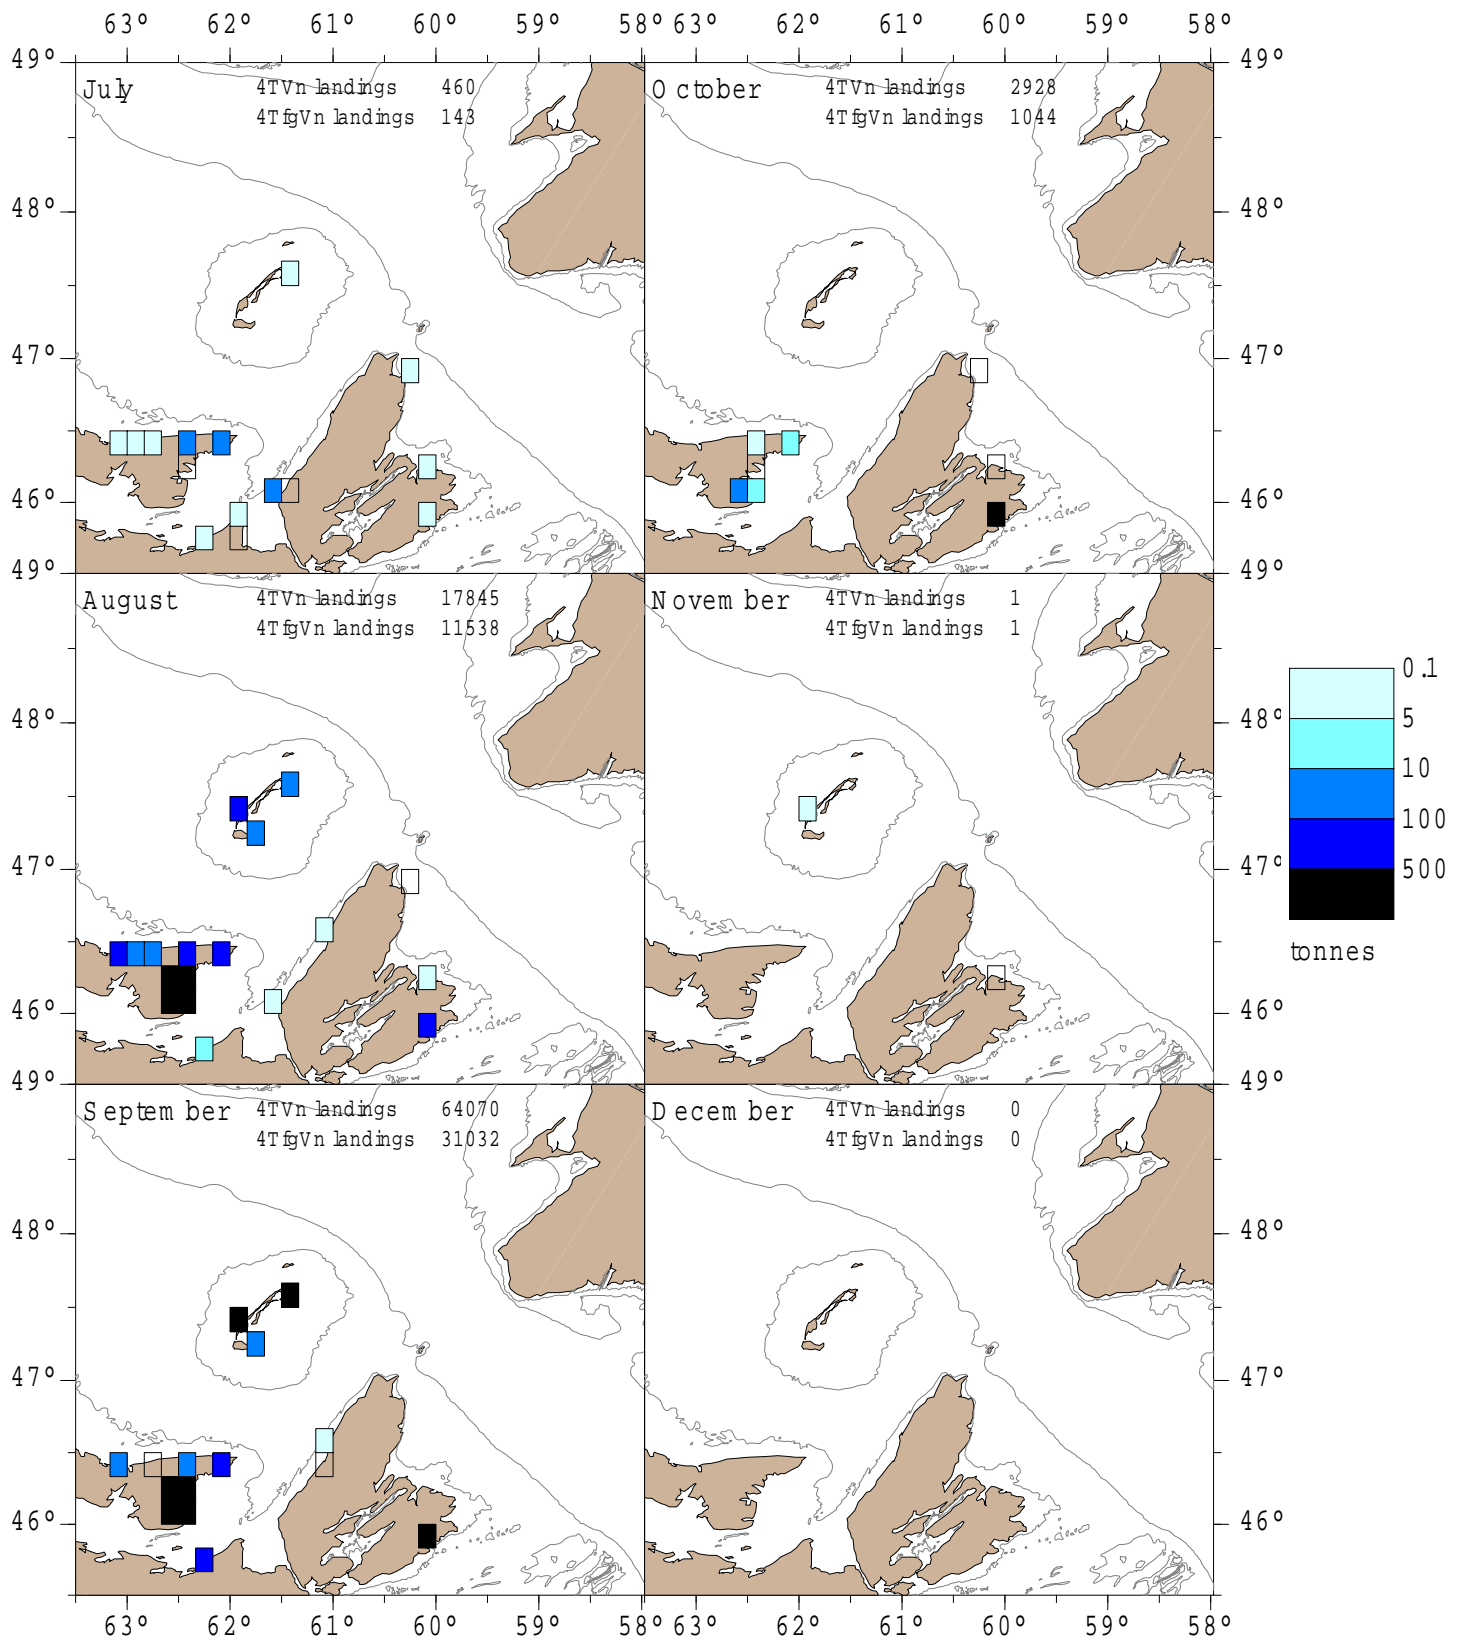 63° 62° 61° 60° 59° 58° 63° 62° 61° 60° 59° 58°
49° July 4TVn landings 460 October 4TVn landings 2928 49°
4TfgVn landings 143 4TfgVn landings 1044
48° 48°
47° 47°
46° 46°
49° 49°
August 4TVn landings 17845 November 4TVn landings 1
4TfgVn landings 11538 4TfgVn landings 1
0.1
48° 48° 5
10
100
47° 47° 500
tonnes
46° 46°
49° 49°
September 4TVn landings 64070 December 4TVn landings 0
4TfgVn landings 31032 4TfgVn landings 0
48° 48°
47° 47°
46° 46°
63° 62° 61° 60° 59° 58° 63° 62° 61° 60° 59° 58°